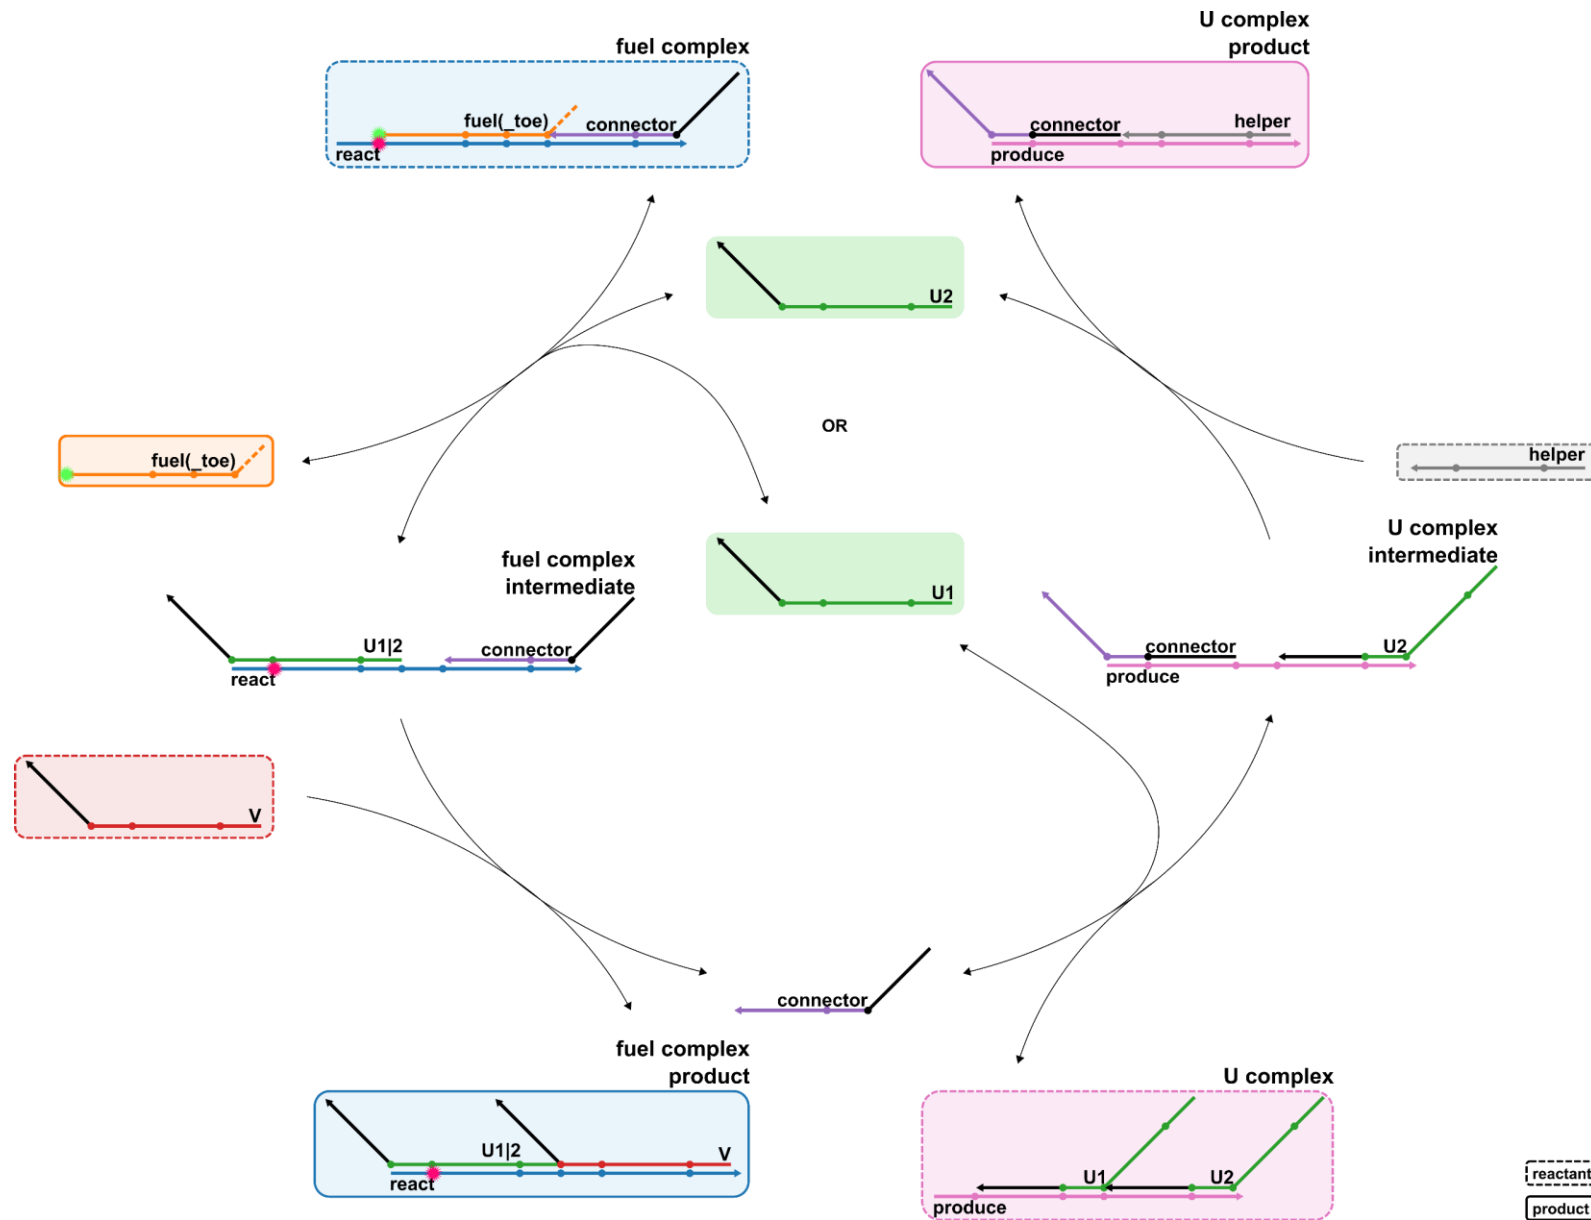 U complex
product
fuel complex
fuel(_toe)
connector
react
connector
helper
produce
U2
OR
fuel(_toe)
helper
U complex
intermediate
fuel complex
intermediate
U1
U1|2
connector
react
connector
U2
produce
V
connector
fuel complex
product
U complex
U1|2
V
react
U1
U2
produce
reactant
product